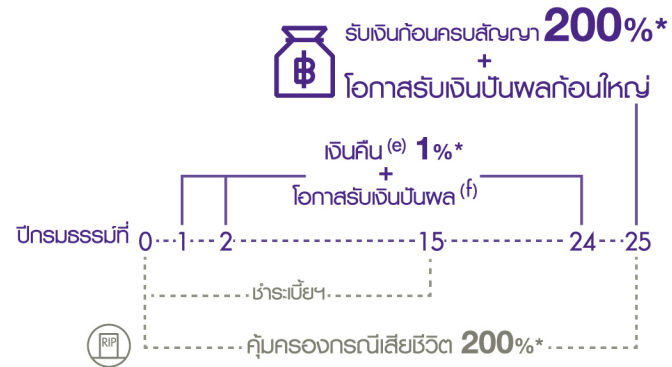 รับเงินก้อนครบสัญญา 200%*
+
โอกาสรับเงินปันผลก้อนใหญ่
เงินคืน (e) 1%*
+
โอกาสรับเงินปันผล (f)
ปีกรมธรรม์ที่ 0 1 2 15 24 25
ชำระเบี้ยฯ
RIP คุ้มครองกรณีเสียชีวิต 200%*